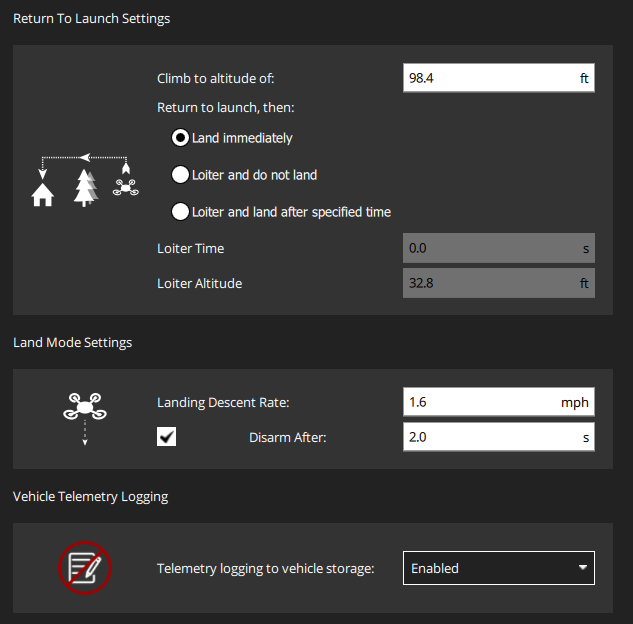 Return To Launch Settings
Climb to altitude of: 98.4 ft
Return to launch, then:
Land immediately
Loiter and do not land
Loiter and land after specified time
Loiter Time 0.0 s
Loiter Altitude 32.8 ft
Land Mode Settings
Landing Descent Rate: 1.6 mph
Disarm After: 2.0 s
Vehicle Telemetry Logging
Telemetry logging to vehicle storage: Enabled